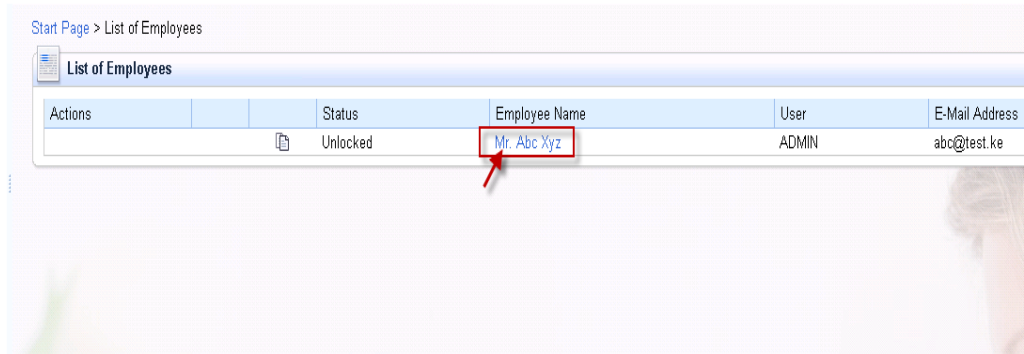 Start Page > List of Employees
List of Employees
Actions Status Employee Name User E-Mail Address
Unlocked Mr. Abc Xyz ADMIN abc@test.ke